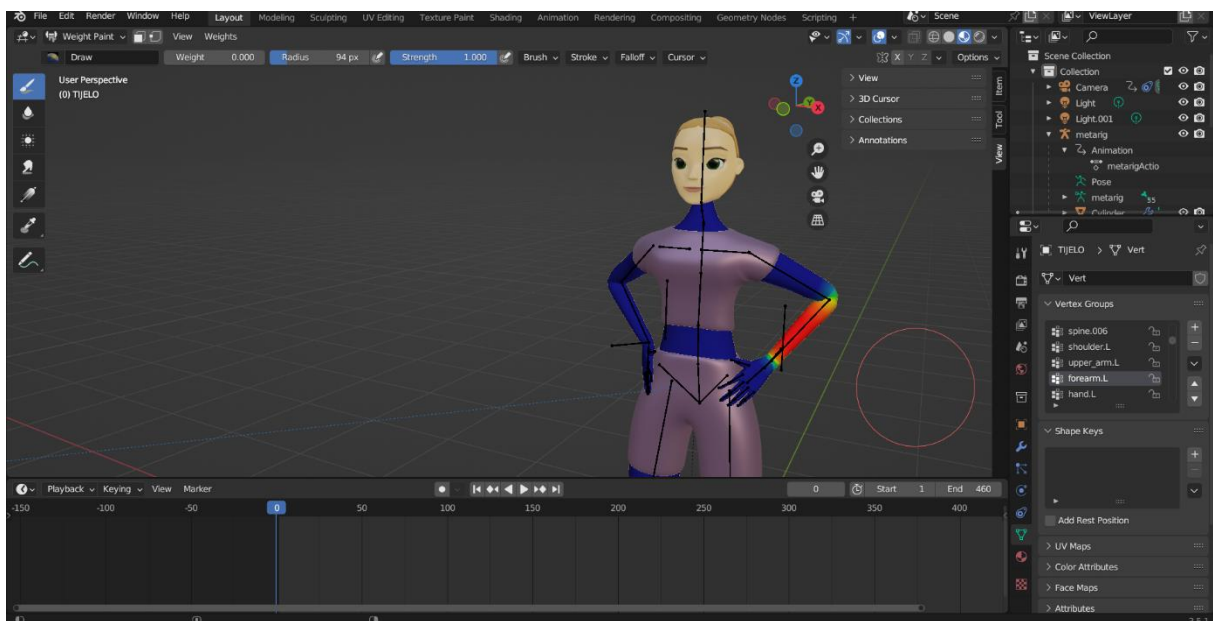 File Edit Render Window Help Layout Modeling Sculpting UV Editing Texture Paint Shading Animation Rendering Compositing Geometry Nodes Scripting + Scene ViewLayer
Weight Paint View Weights
Draw Weight 0.000 Radius 94 px Strength 1.000 Brush Stroke Falloff Cursor X Y Z Options
User Perspective
(0) TIJELO
Z
Y
X
View
3D Cursor
Collections
Annotations
Item
Tool
View
Scene Collection
Collection
Camera
Light
Light.001
metarig
Animation
metarigActio
Pose
metarig 35
Cylinder
TIJELO > Vert
Vert
Vertex Groups
spine.006
shoulder.L
upper_arm.L
forearm.L
hand.L
Shape Keys
Add Rest Position
UV Maps
Color Attributes
Face Maps
Attributes
Playback Keying View Marker 0 Start 1 End 460
-150 -100 -50 0 50 100 150 200 250 300 350 400